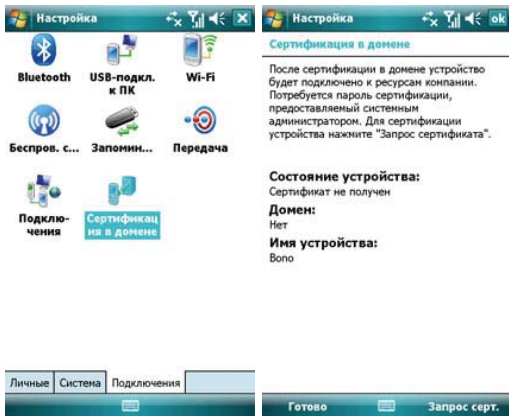 Настройка
Bluetooth
USB-подкл.
к ПК
Wi-Fi
Беспров. с...
Запомин...
Передача
Подклю-
чения
Сертификац
ия в домене
Личные Система Подключения
Настройка ok
Сертификация в домене
После сертификации в домене устройство
будет подключено к ресурсам компании.
Потребуется пароль сертификации,
предоставляемый системным
администратором. Для сертификации
устройства нажмите "Запрос сертификата".
Состояние устройства:
Сертификат не получен
Домен:
Нет
Имя устройства:
Bono
Готово Запрос серт.